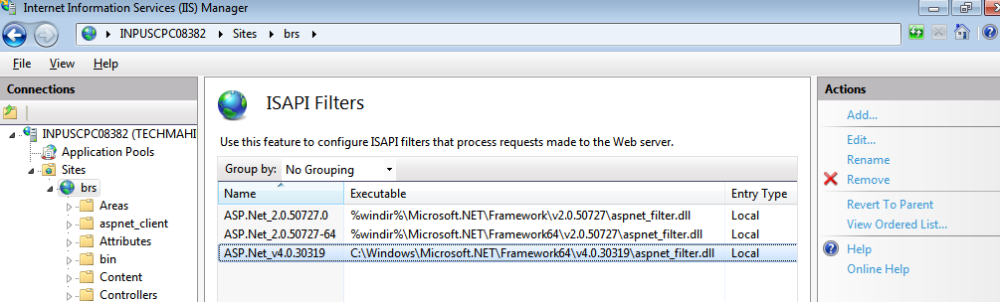 Internet Information Services (IIS) Manager
INPUSCPC08382 Sites brs
File View Help
Connections
INPUSCPC08382 (TECHMAHI
Application Pools
Sites
brs
Areas
aspnet_client
Attributes
bin
Content
Controllers
ISAPI Filters
Use this feature to configure ISAPI filters that process requests made to the Web server.
Group by: No Grouping
Name Executable Entry Type
ASP.Net_2.0.50727.0 %windir%\Microsoft.NET\Framework\v2.0.50727\aspnet_filter.dll Local
ASP.Net_2.0.50727-64 %windir%\Microsoft.NET\Framework64\v2.0.50727\aspnet_filter.dll Local
ASP.Net_v4.0.30319 C:\Windows\Microsoft.NET\Framework64\v4.0.30319\aspnet_filter.dll Local
Actions
Add...
Edit...
Rename
Remove
Revert To Parent
View Ordered List...
Help
Online Help